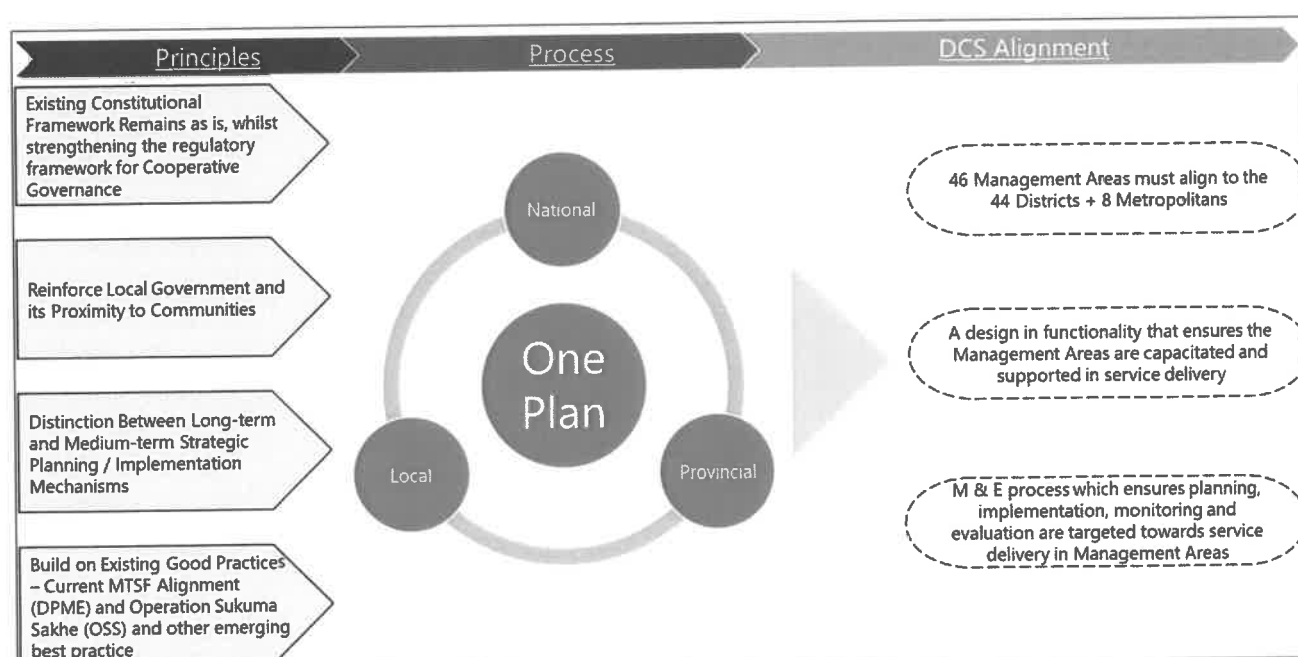 Principles
Process
DCS Alignment
Existing Constitutional
Framework Remains as is, whilst
strengthening the regulatory
framework for Cooperative
Governance
Reinforce Local Government and
its Proximity to Communities
Distinction Between Long-term
and Medium-term Strategic
Planning / Implementation
Mechanisms
Build on Existing Good Practices
– Current MTSF Alignment
(DPME) and Operation Sukuma
Sakhe (OSS) and other emerging
best practice
National
One
Plan
Local
Provincial
46 Management Areas must align to the
44 Districts + 8 Metropolitans
A design in functionality that ensures the
Management Areas are capacitated and
supported in service delivery
M & E process which ensures planning,
implementation, monitoring and
evaluation are targeted towards service
delivery in Management Areas